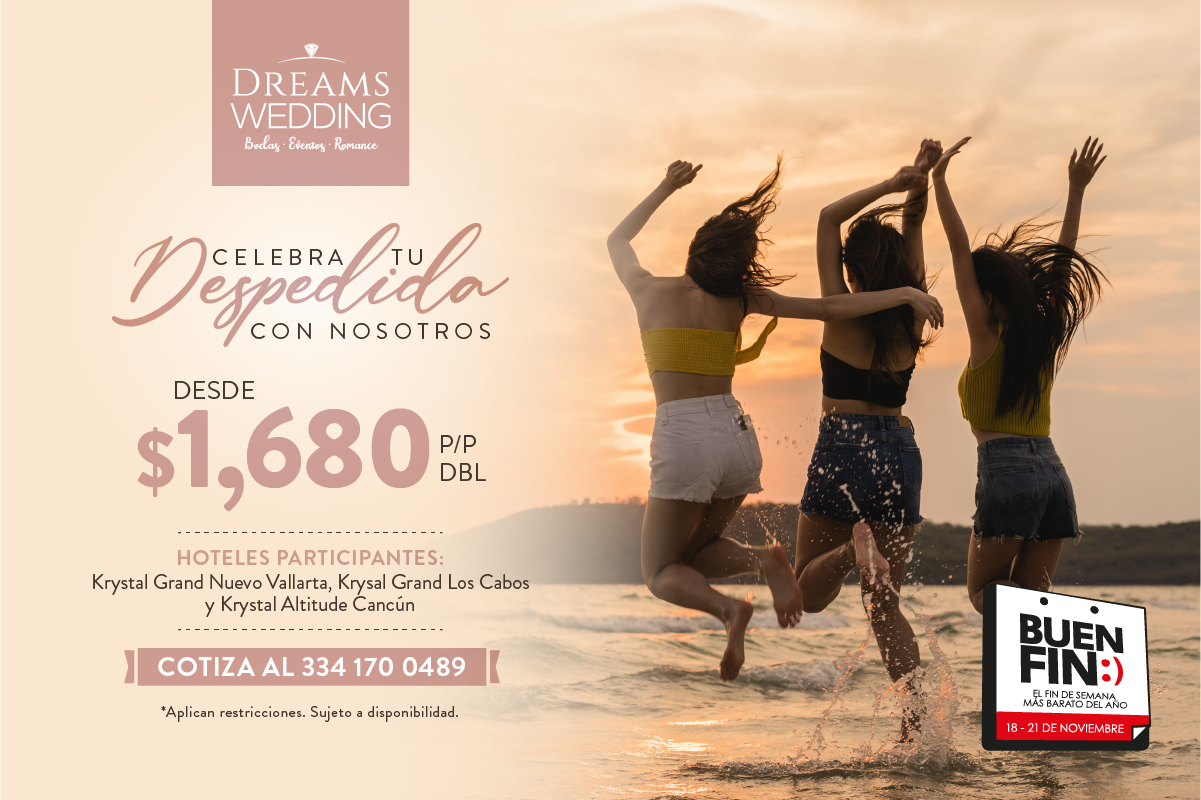 DREAMS
WEDDING
Bodas · Eventos · Romance
CELEBRA TU
Despedida
CON NOSOTROS
DESDE
$1,680 P/P DBL
HOTELES PARTICIPANTES:
Krystal Grand Nuevo Vallarta, Krysal Grand Los Cabos
y Krystal Altitude Cancún
COTIZA AL 334 170 0489
*Aplican restricciones. Sujeto a disponibilidad.
BUEN
FIN:)
EL FIN DE SEMANA
MÁS BARATO DEL AÑO
18 - 21 DE NOVIEMBRE